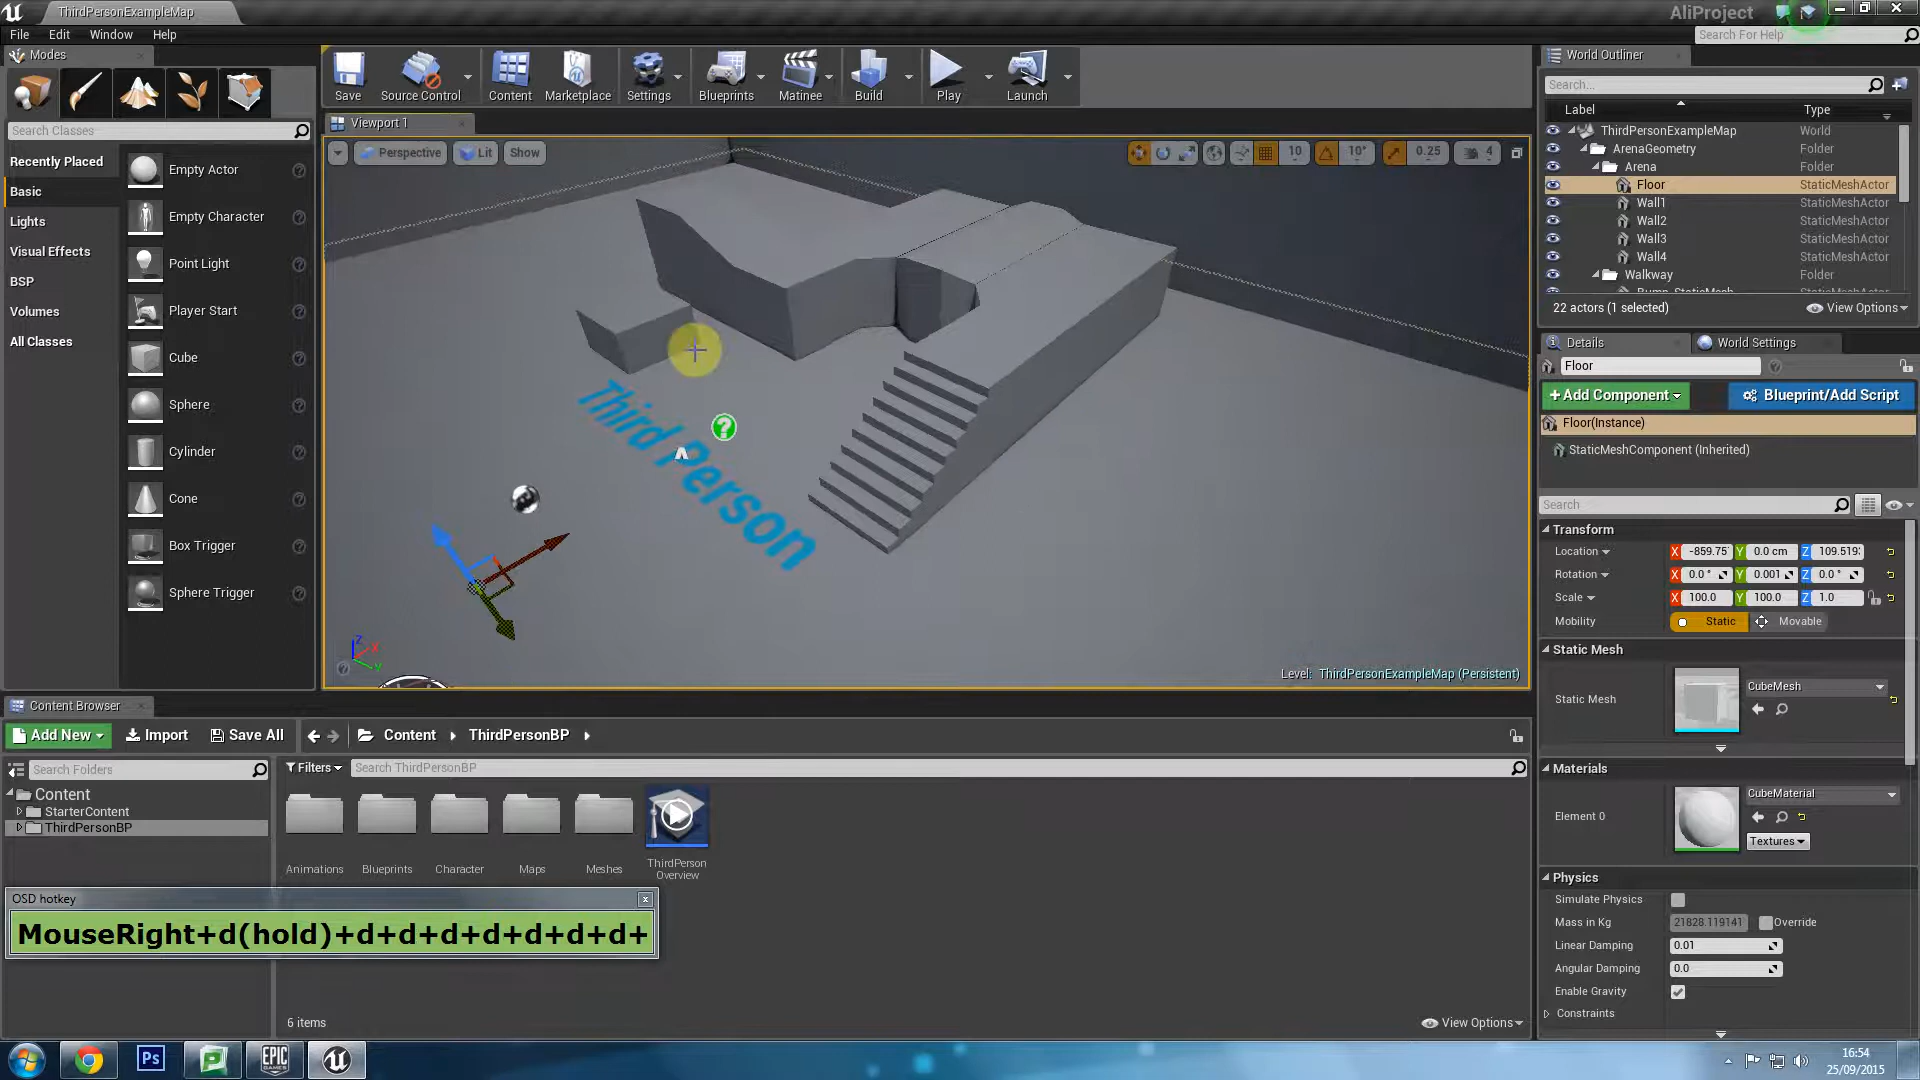 ThirdPersonExampleMap
AliProject
File Edit Window Help
Search For Help
Modes
Search Classes
Recently Placed
Basic
Lights
Visual Effects
BSP
Volumes
All Classes
Empty Actor
Empty Character
Point Light
Player Start
Cube
Sphere
Cylinder
Cone
Box Trigger
Sphere Trigger
Save
Source Control
Content
Marketplace
Settings
Blueprints
Matinee
Build
Play
Launch
Viewport 1
Perspective Lit Show
10 10° 0.25 4
Third Person
Level: ThirdPersonExampleMap (Persistent)
World Outliner
Search...
Label Type
ThirdPersonExampleMap World
ArenaGeometry Folder
Arena Folder
Floor StaticMeshActor
Wall1 StaticMeshActor
Wall2 StaticMeshActor
Wall3 StaticMeshActor
Wall4 StaticMeshActor
Walkway Folder
22 actors (1 selected)
View Options
Details World Settings
Floor
+Add Component
Blueprint/Add Script
Floor(Instance)
StaticMeshComponent (Inherited)
Search
Transform
Location X -859.75 Y 0.0 cm Z 109.519
Rotation X 0.0 ° Y 0.001 Z 0.0 °
Scale X 100.0 Y 100.0 Z 1.0
Mobility Static Movable
Static Mesh
Static Mesh
CubeMesh
Materials
Element 0
CubeMaterial
Textures
Physics
Simulate Physics
Mass in Kg 21828.119141 Override
Linear Damping 0.01
Angular Damping 0.0
Enable Gravity
Constraints
Content Browser
Add New Import Save All Content ThirdPersonBP
Search Folders
Content
StarterContent
ThirdPersonBP
Filters Search ThirdPersonBP
Animations
Blueprints
Character
Maps
Meshes
ThirdPerson
Overview
OSD hotkey
MouseRight+d(hold)+d+d+d+d+d+d+d+
6 items
View Options
Ps
EPIC
GAMES
16:54
25/09/2015